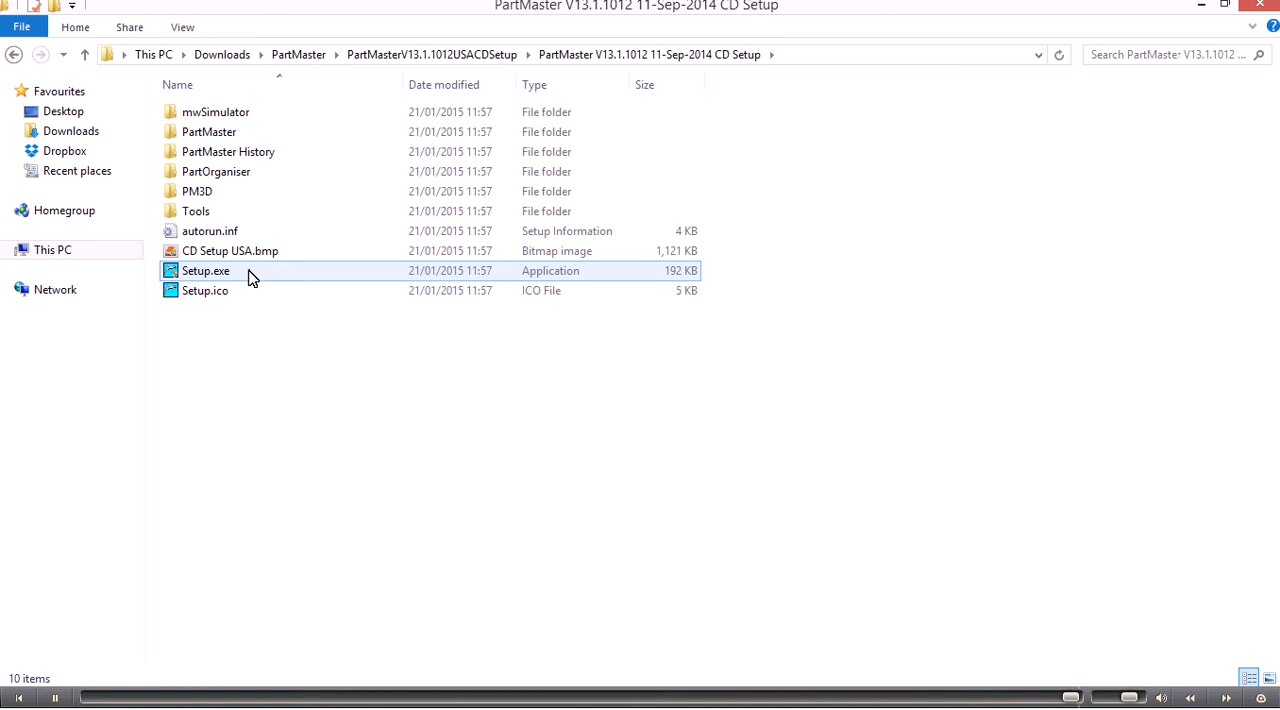 PartMaster V13.1.1012 11-Sep-2014 CD Setup
File Home Share View
This PC Downloads PartMaster PartMasterV13.1.1012USACDSetup PartMaster V13.1.1012 11-Sep-2014 CD Setup Search PartMaster V13.1.1012 ...
Name Date modified Type Size
Favourites
Desktop
Downloads
Dropbox
Recent places
Homegroup
This PC
Network
mwSimulator 21/01/2015 11:57 File folder
PartMaster 21/01/2015 11:57 File folder
PartMaster History 21/01/2015 11:57 File folder
PartOrganiser 21/01/2015 11:57 File folder
PM3D 21/01/2015 11:57 File folder
Tools 21/01/2015 11:57 File folder
autorun.inf 21/01/2015 11:57 Setup Information 4 KB
CD Setup USA.bmp 21/01/2015 11:57 Bitmap image 1,121 KB
Setup.exe 21/01/2015 11:57 Application 192 KB
Setup.ico 21/01/2015 11:57 ICO File 5 KB
10 items